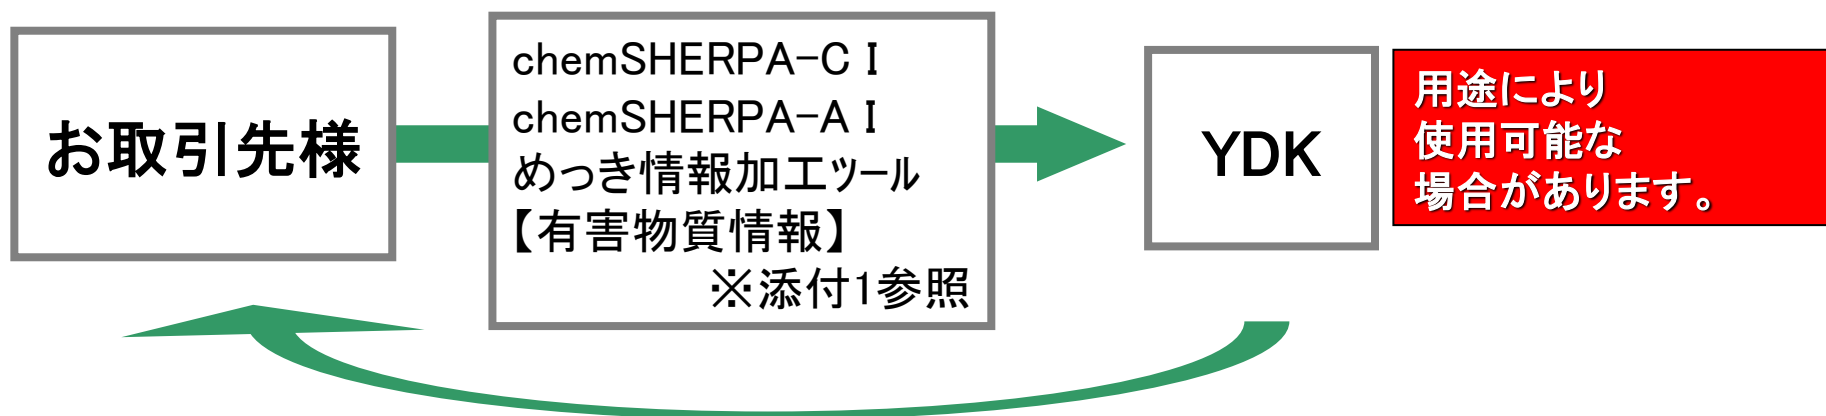 お取引先様
chemSHERPA-CⅠ
chemSHERPA-AⅠ
めっき情報加工ツール
【有害物質情報】
※添付1参照
YDK
用途により
使用可能な
場合があります。